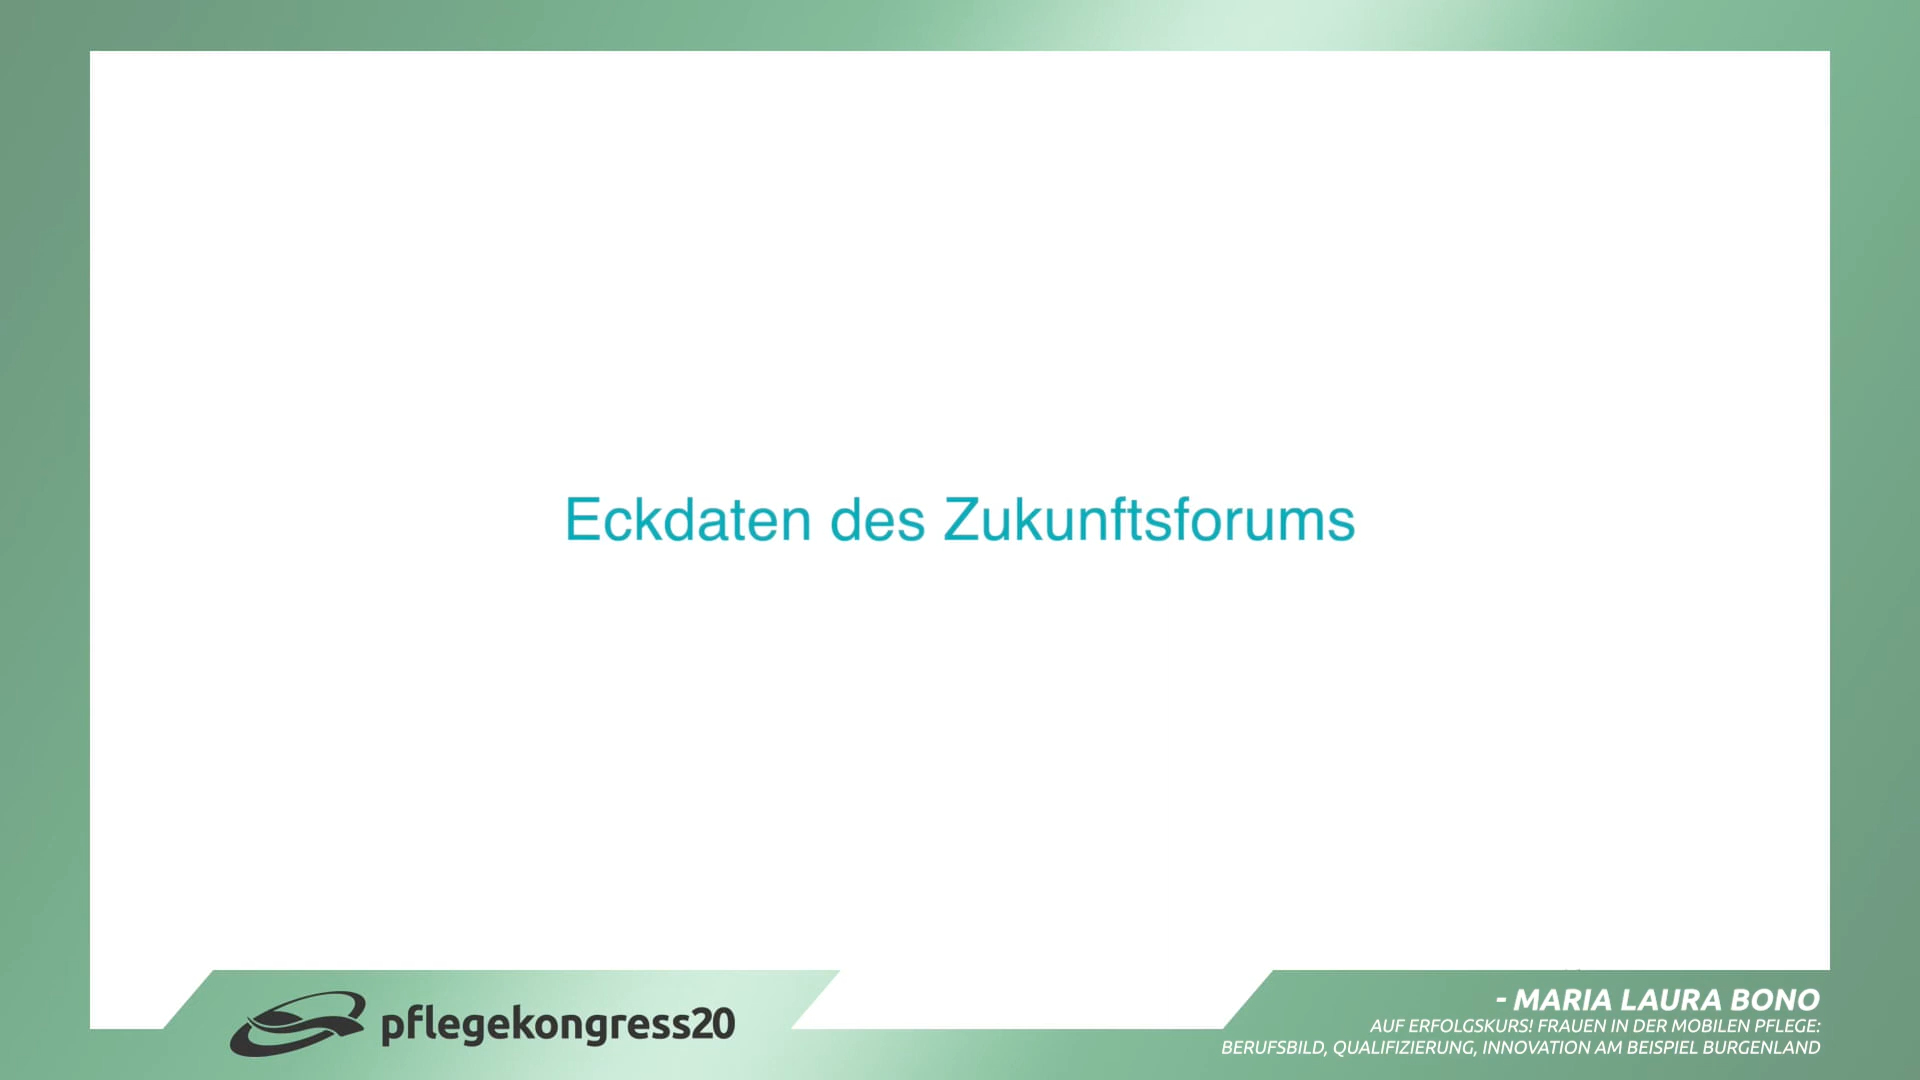 Eckdaten des Zukunftsforums
pflegekongress20
- MARIA LAURA BONO
AUF ERFOLGSKURS! FRAUEN IN DER MOBILEN PFLEGE:
BERUFSBILD, QUALIFIZIERUNG, INNOVATION AM BEISPIEL BURGENLAND